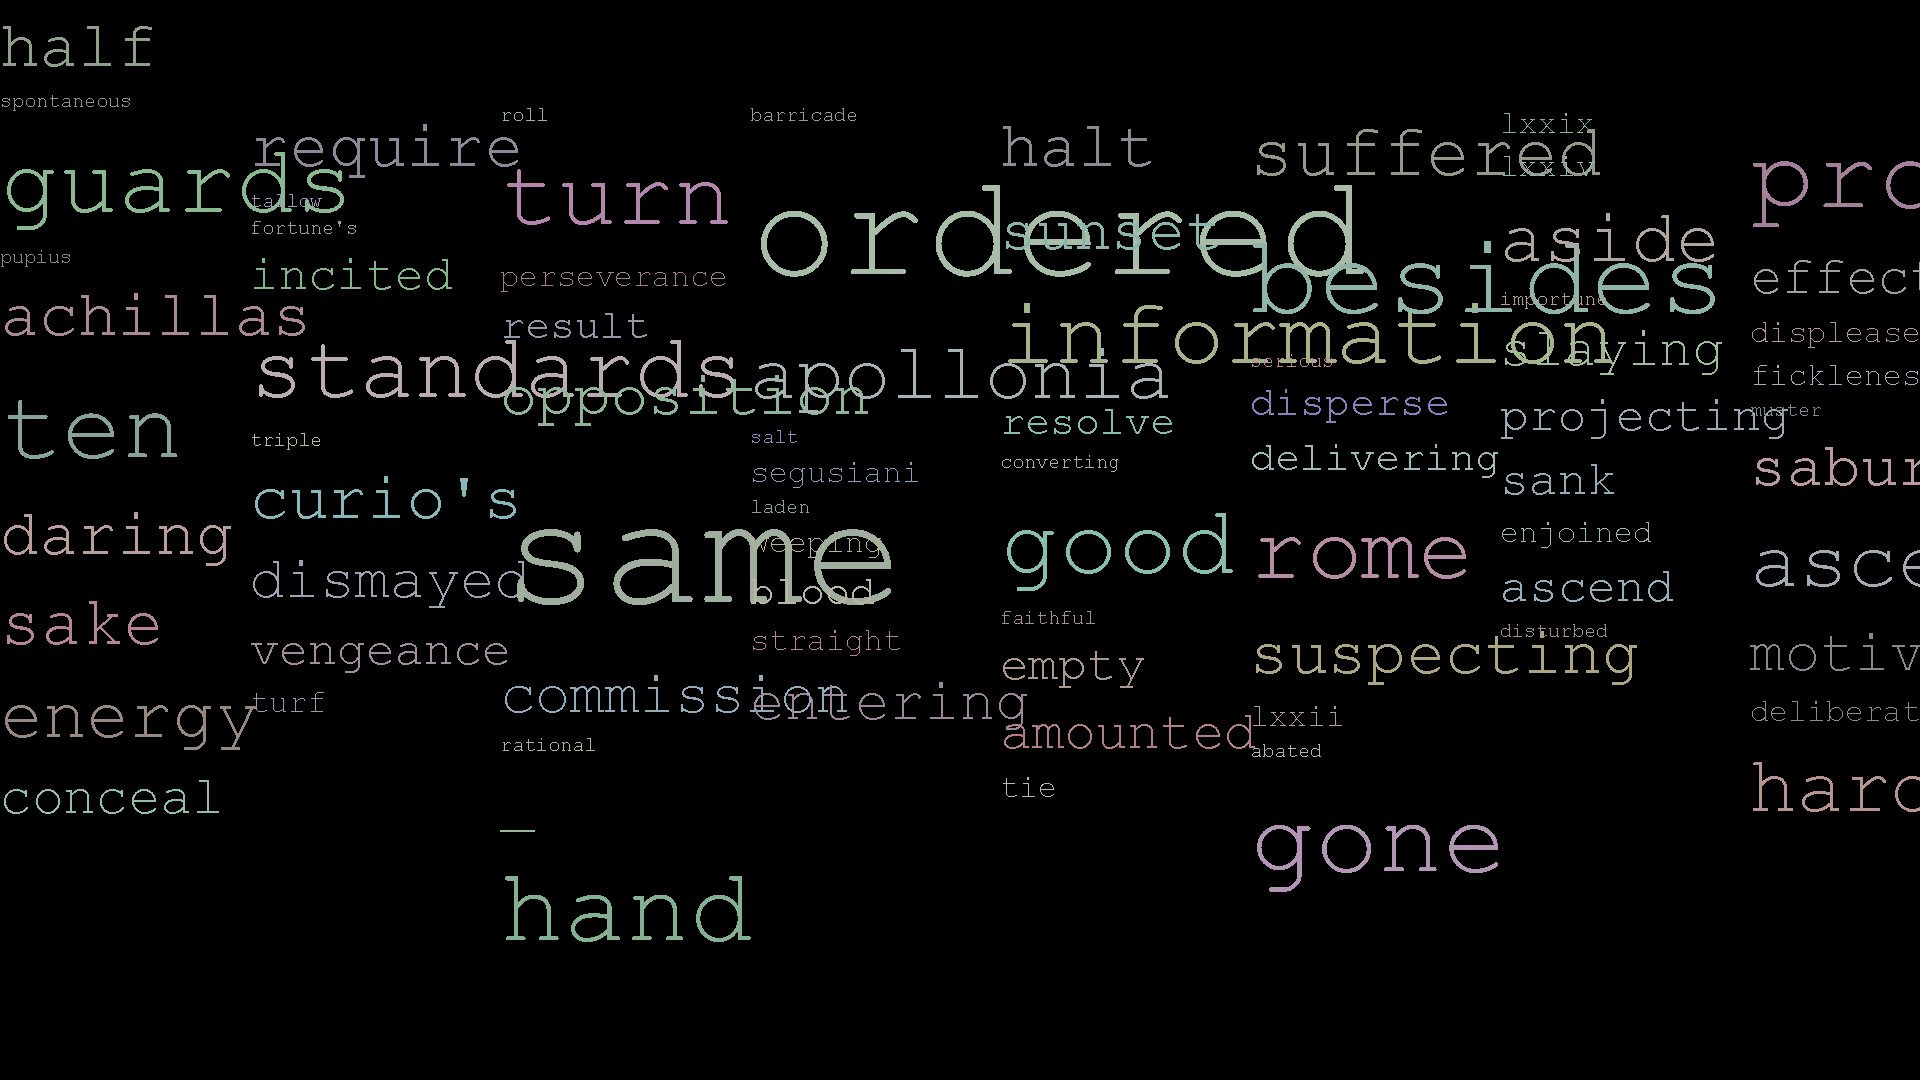 half
spontaneous
guards
pupius
achillas
ten
daring
sake
energy
conceal
require
tallow
fortune's
incited
standards
triple
curio's
dismayed
vengeance
turf
roll
turn
perseverance
result
opposition
same
commission
rational
—
hand
barricade
ordered
apollonia
salt
segusiani
laden
weeping
blood
straight
entering
halt
sunset
information
resolve
converting
good
faithful
empty
amounted
tie
suffered
besides
serious
disperse
delivering
rome
suspecting
lxxii
abated
gone
lxxix
lxxiv
aside
importune
slaying
projecting
sank
enjoined
ascend
disturbed
pro
effect
displease
ficklenes
muster
sabur
asce
motiv
deliberat